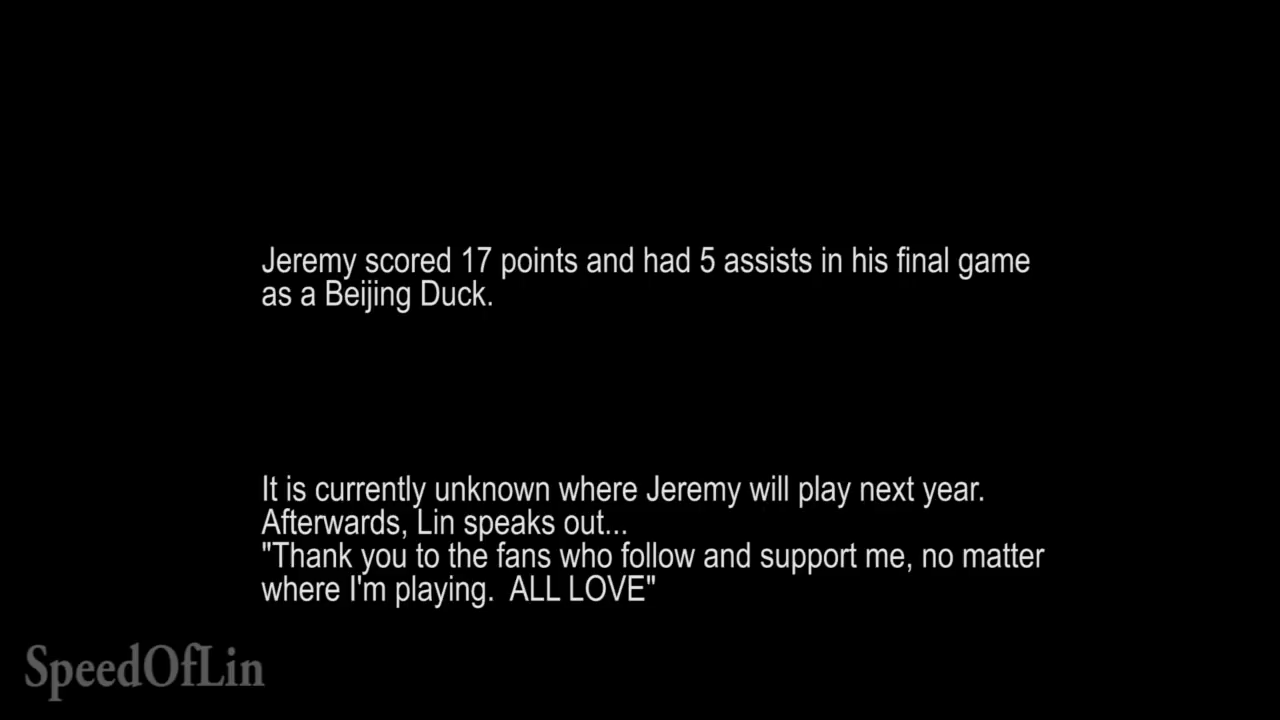 Jeremy scored 17 points and had 5 assists in his final game
as a Beijing Duck.
It is currently unknown where Jeremy will play next year.
Afterwards, Lin speaks out...
"Thank you to the fans who follow and support me, no matter
where I'm playing.  ALL LOVE"
SpeedOfLin